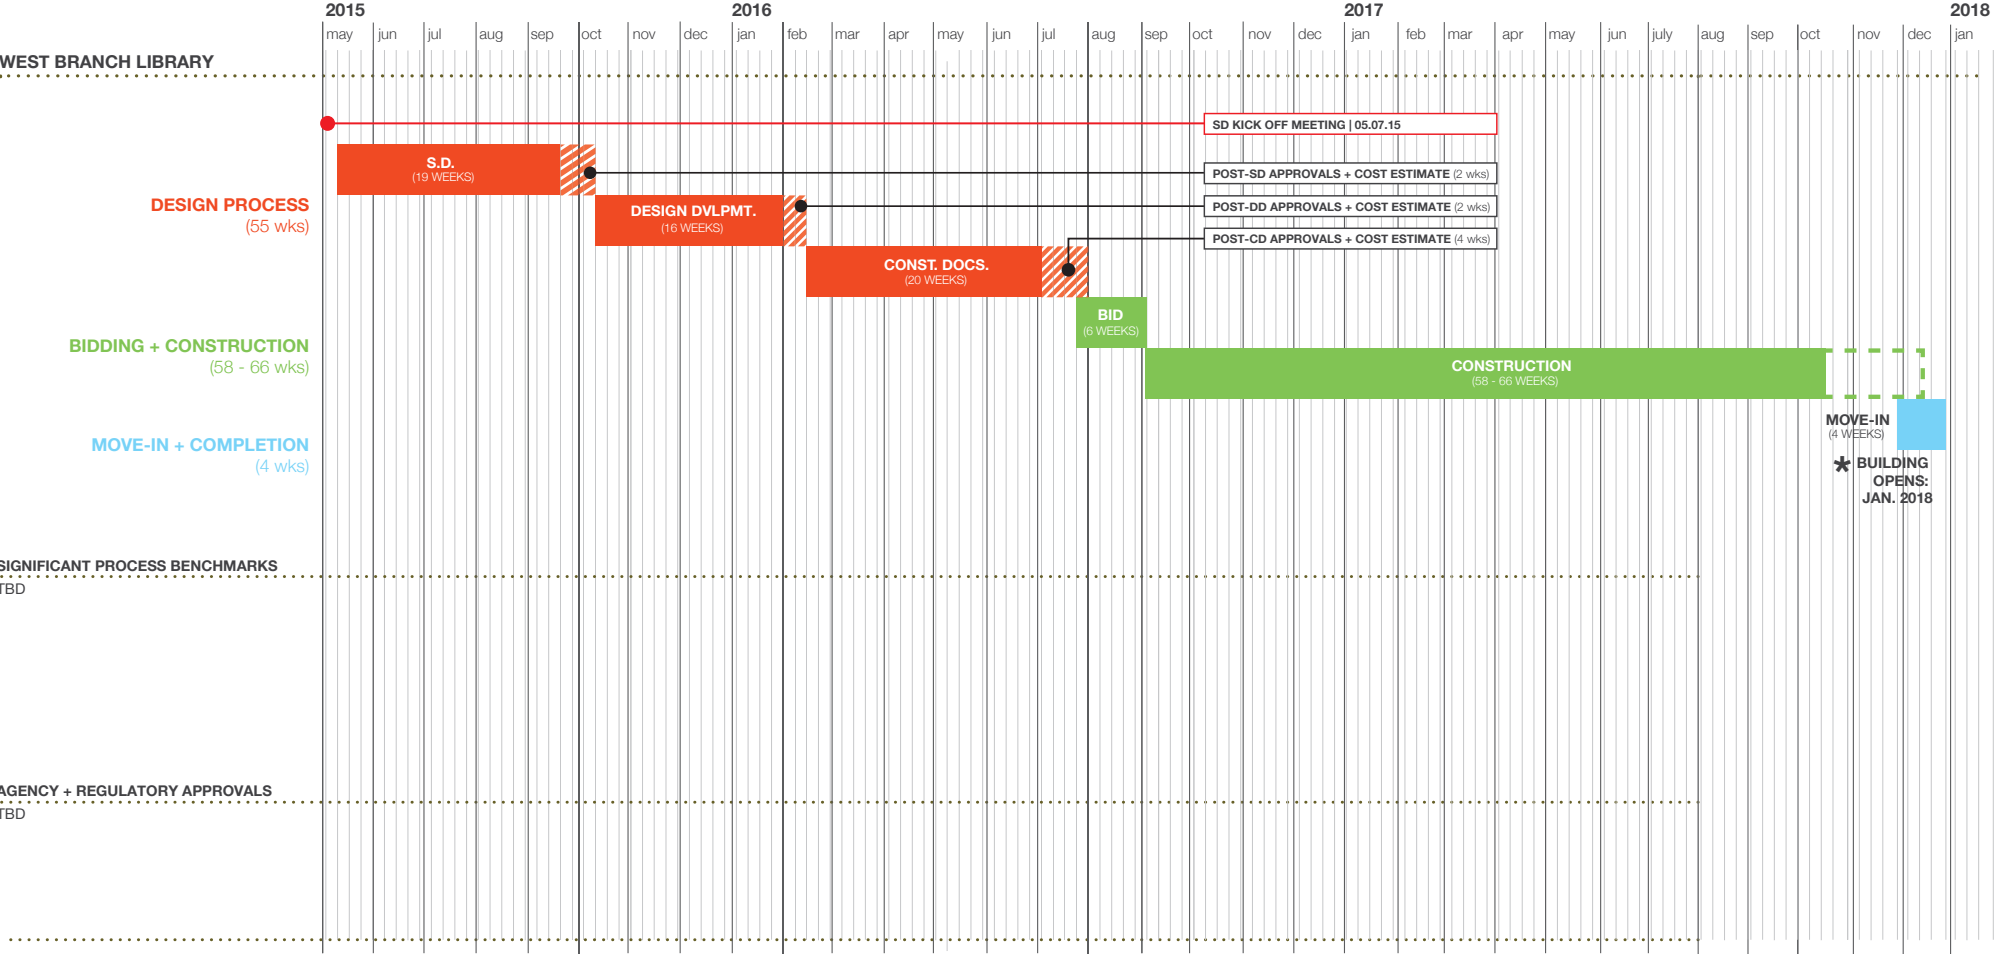 2015 2016 2017 2018
may jun jul aug sep oct nov dec jan feb mar apr may jun jul aug sep oct nov dec jan feb mar apr may jun july aug sep oct nov dec jan
WEST BRANCH LIBRARY
SD KICK OFF MEETING | 05.07.15
S.D.
(19 WEEKS)
POST-SD APPROVALS + COST ESTIMATE (2 wks)
DESIGN PROCESS
(55 wks)
DESIGN DVLPMT.
(16 WEEKS)
POST-DD APPROVALS + COST ESTIMATE (2 wks)
POST-CD APPROVALS + COST ESTIMATE (4 wks)
CONST. DOCS.
(20 WEEKS)
BID
(6 WEEKS)
BIDDING + CONSTRUCTION
(58 - 66 wks)
CONSTRUCTION
(58 - 66 WEEKS)
MOVE-IN
(4 WEEKS)
MOVE-IN + COMPLETION
(4 wks)
* BUILDING
OPENS:
JAN. 2018
SIGNIFICANT PROCESS BENCHMARKS
TBD
AGENCY + REGULATORY APPROVALS
TBD